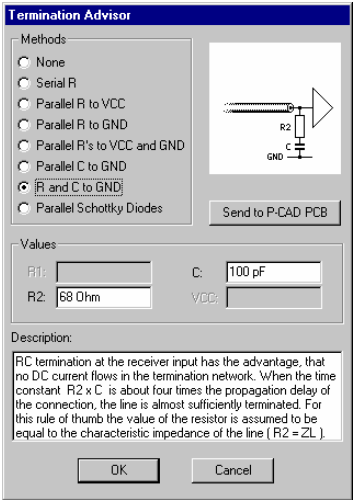 Termination Advisor
Methods
None
Serial R
Parallel R to VCC
Parallel R to GND
Parallel R's to VCC and GND
Parallel C to GND
R and C to GND
Parallel Schottky Diodes
R2
C
GND
Send to P-CAD PCB
Values
R1:
C: 100 pF
R2: 68 Ohm
VCC:
Description:
RC termination at the receiver input has the advantage, that
no DC current flows in the termination network. When the time
constant R2 x C is about four times the propagation delay of
the connection, the line is almost sufficiently terminated. For
this rule of thumb the value of the resistor is assumed to be
equal to the characteristic impedance of the line ( R2 = ZL ).
OK
Cancel